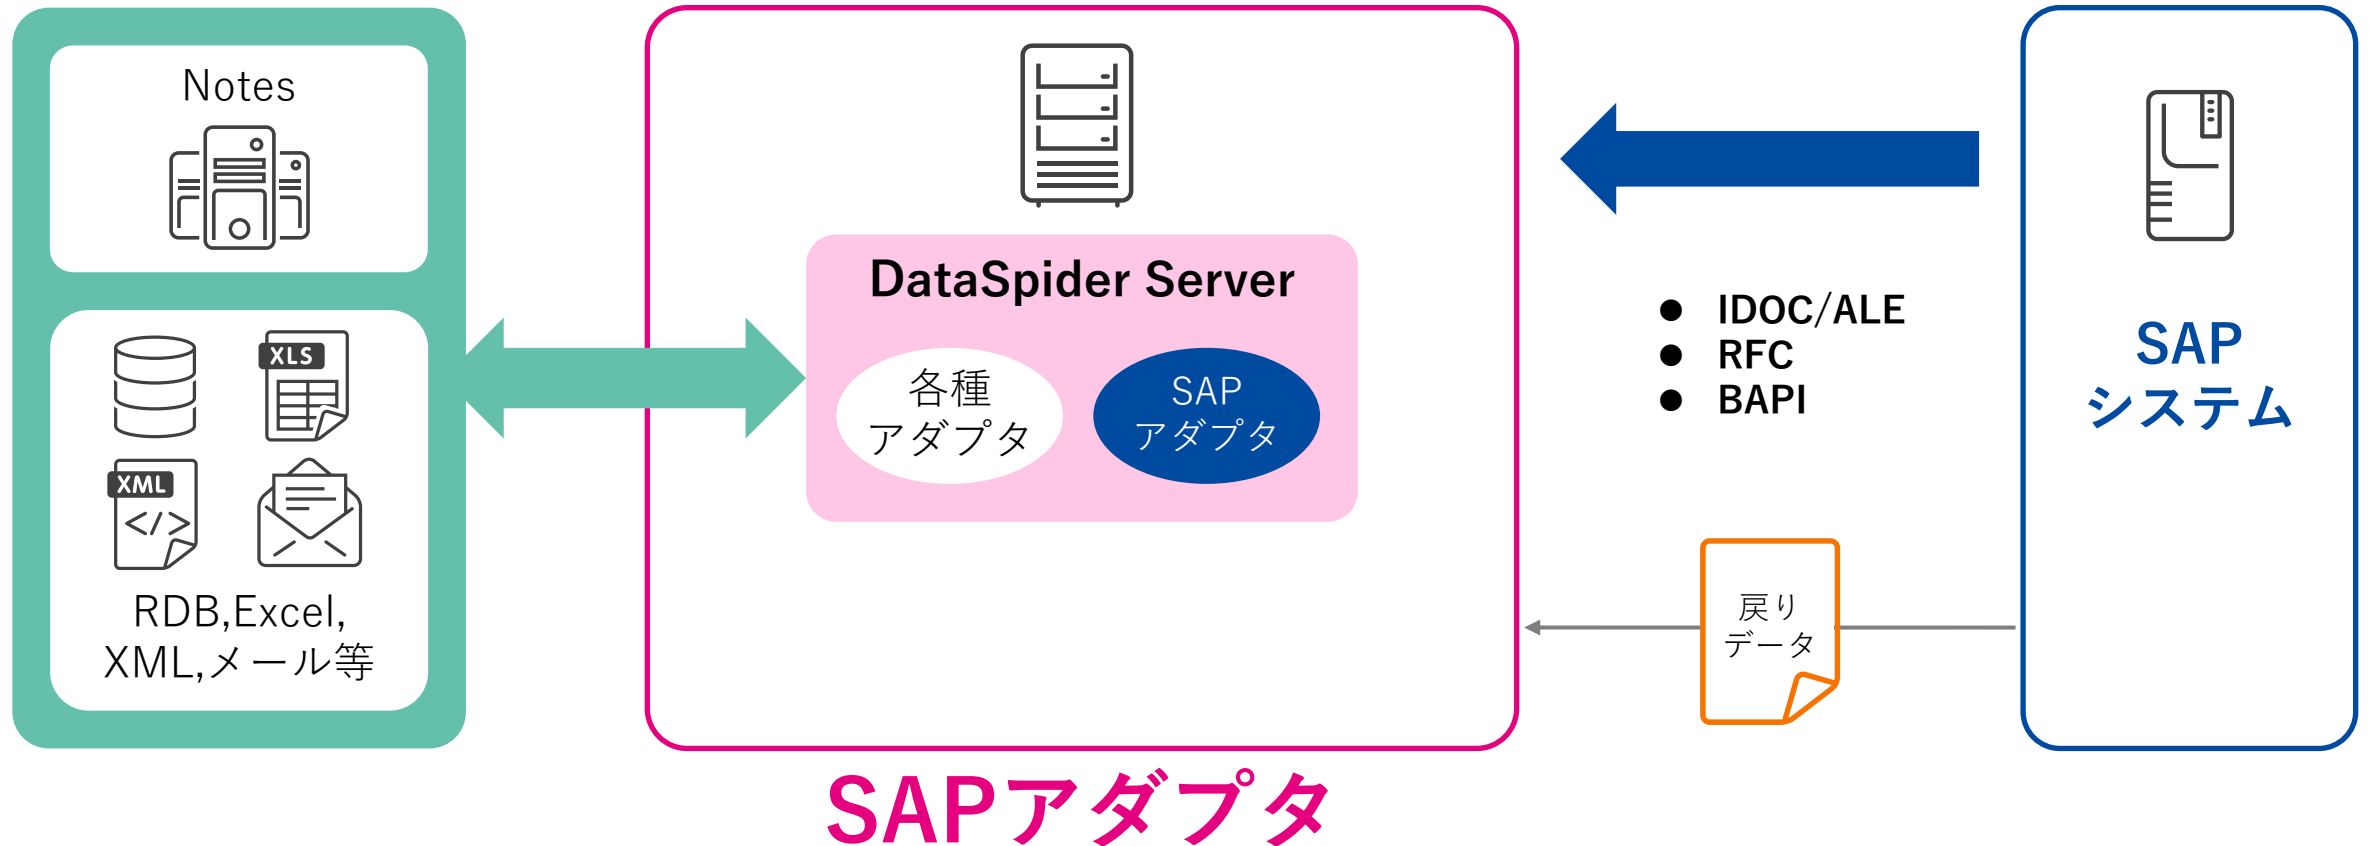 Notes
XLS
XML
RDB,Excel,
XML,メール等
DataSpider Server
各種
アダプタ
SAP
アダプタ
● IDOC/ALE
● RFC
● BAPI
戻り
データ
SAP
システム
SAPアダプタ